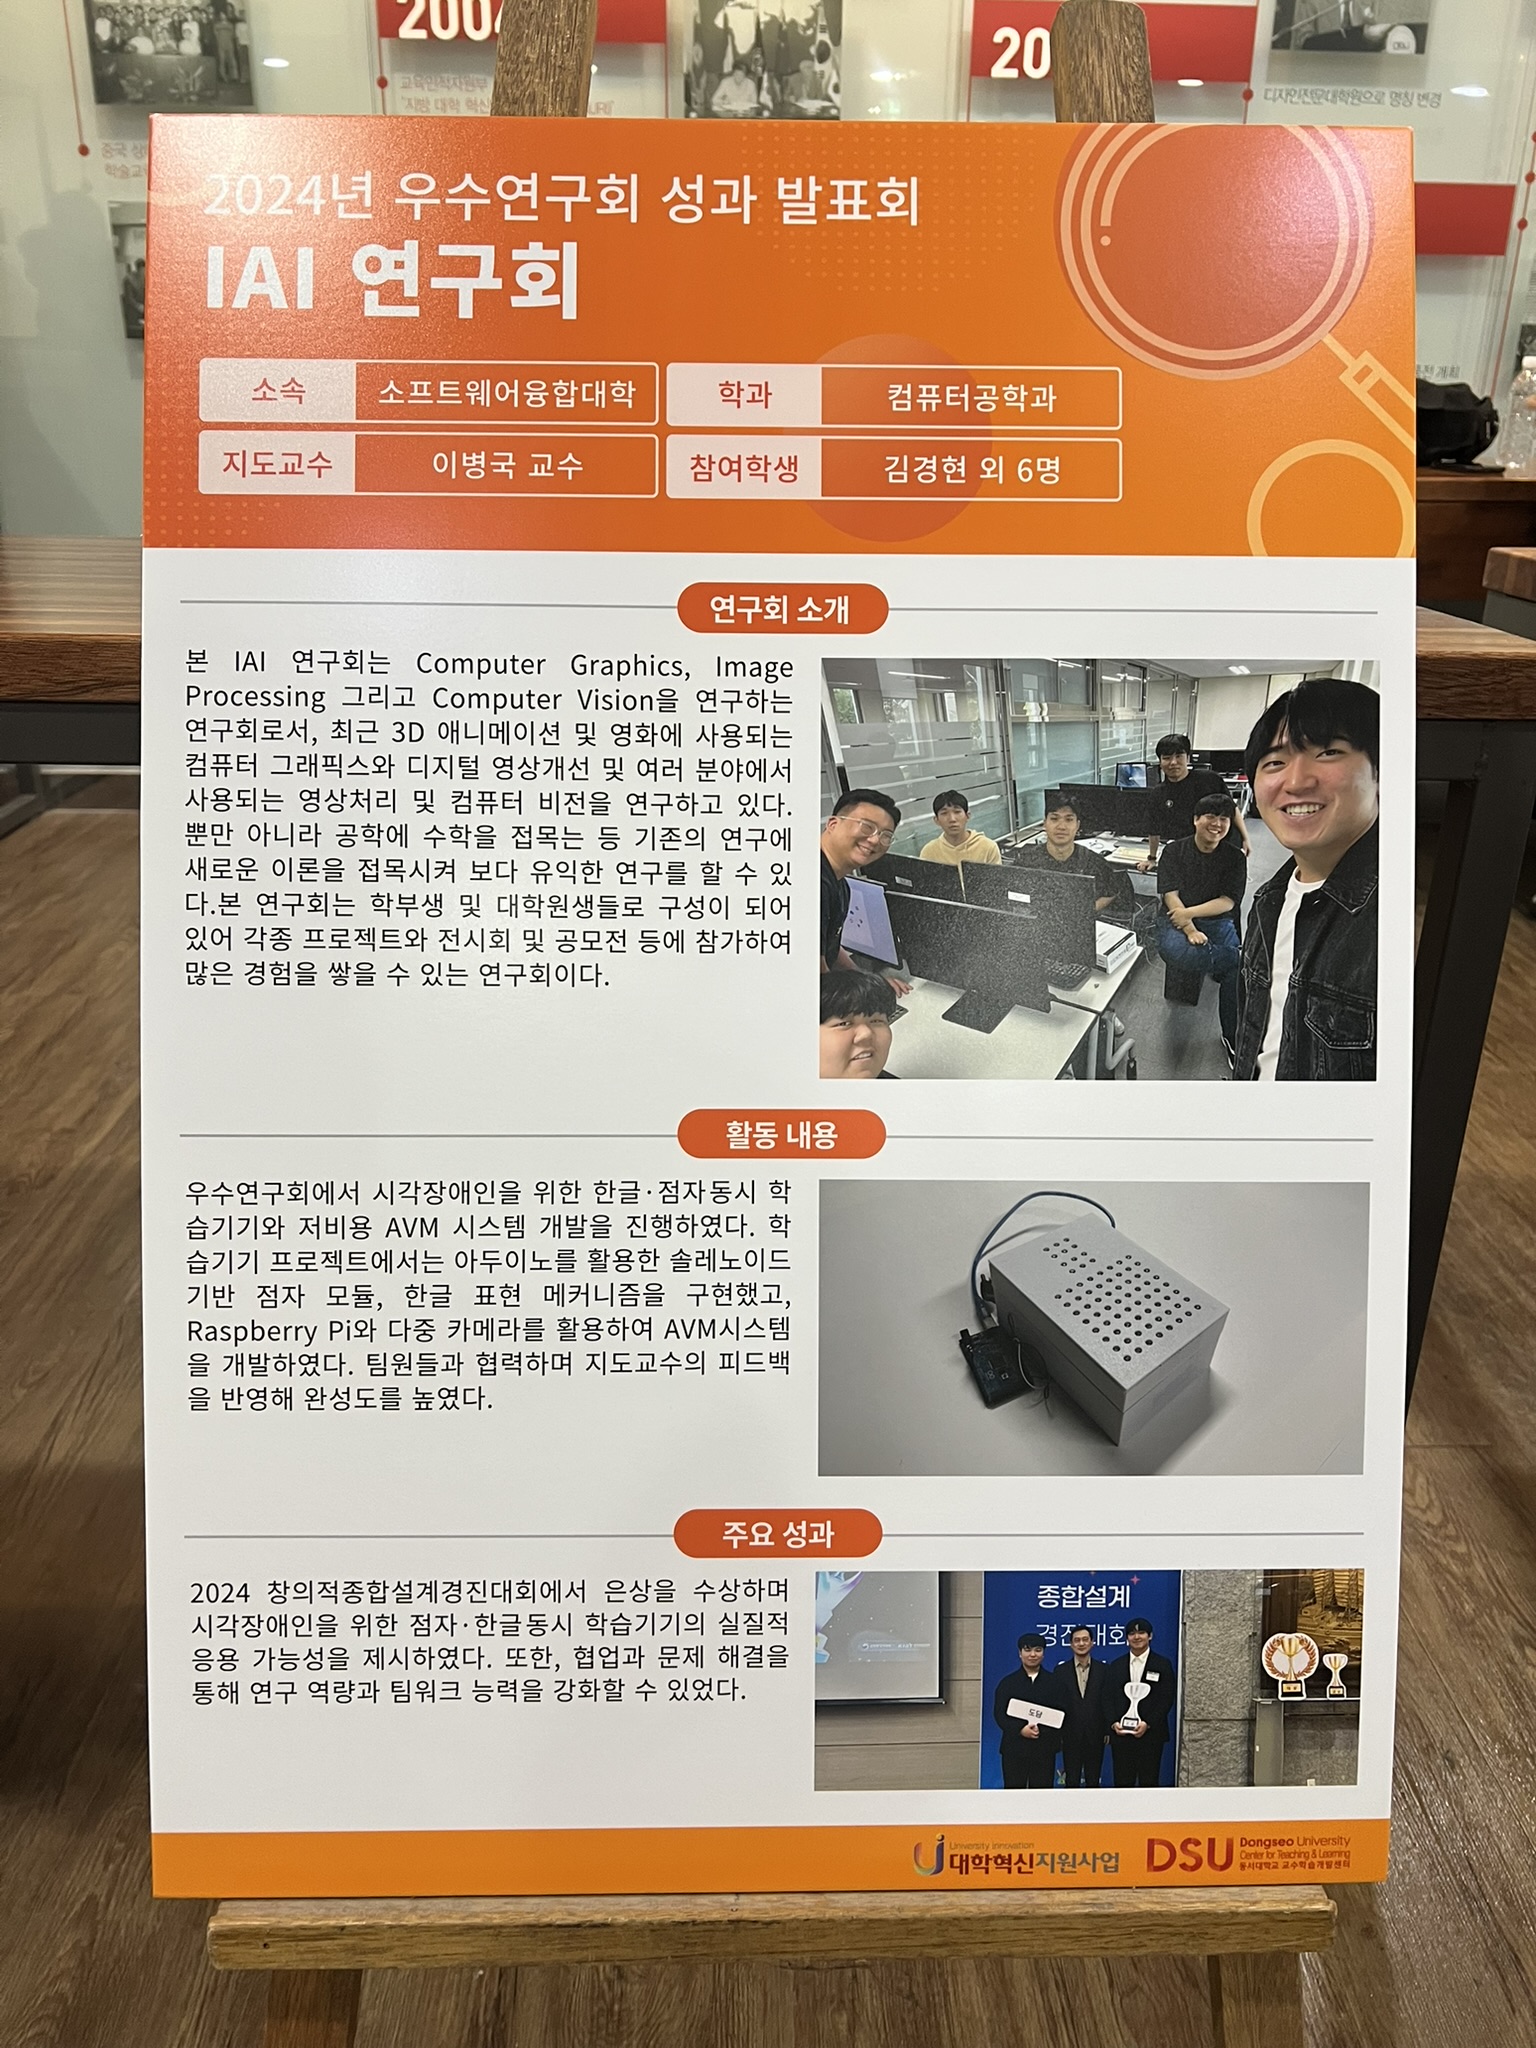 2004
교육인적자원부
'지방 대학 혁신
20
디자인전문대학원으로 명칭 변경
중국
2024년 우수연구회 성과 발표회
IAI 연구회
소속 소프트웨어융합대학 학과 컴퓨터공학과
지도교수 이병국 교수 참여학생 김경현 외 6명
연구회 소개
본 IAI 연구회는 Computer Graphics, Image
Processing 그리고 Computer Vision을 연구하는
연구회로서, 최근 3D 애니메이션 및 영화에 사용되는
컴퓨터 그래픽스와 디지털 영상개선 및 여러 분야에서
사용되는 영상처리 및 컴퓨터 비전을 연구하고 있다.
뿐만 아니라 공학에 수학을 접목는 등 기존의 연구에
새로운 이론을 접목시켜 보다 유익한 연구를 할 수 있
다.본 연구회는 학부생 및 대학원생들로 구성이 되어
있어 각종 프로젝트와 전시회 및 공모전 등에 참가하여
많은 경험을 쌓을 수 있는 연구회이다.
활동 내용
우수연구회에서 시각장애인을 위한 한글·점자동시 학
습기기와 저비용 AVM 시스템 개발을 진행하였다. 학
습기기 프로젝트에서는 아두이노를 활용한 솔레노이드
기반 점자 모듈, 한글 표현 메커니즘을 구현했고,
Raspberry Pi와 다중 카메라를 활용하여 AVM시스템
을 개발하였다. 팀원들과 협력하며 지도교수의 피드백
을 반영해 완성도를 높였다.
주요 성과
2024 창의적종합설계경진대회에서 은상을 수상하며
시각장애인을 위한 점자·한글동시 학습기기의 실질적
응용 가능성을 제시하였다. 또한, 협업과 문제 해결을
통해 연구 역량과 팀워크 능력을 강화할 수 있었다.
종합설계
경진대회
도담
University Innovation
대학혁신지원사업
DSU
Dongseo University
Center for Teaching & Learning
동서대학교 교수학습개발센터